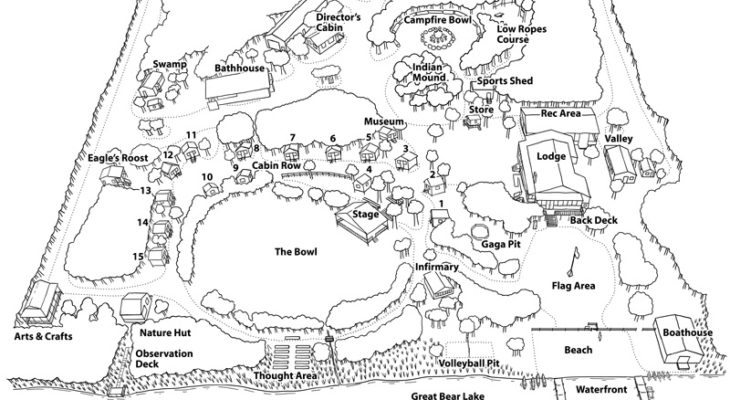 Director's
Cabin
Campfire Bowl
Low Ropes
Course
Swamp
Bathhouse
Indian
Mound
Sports Shed
Store
Rec Area
Museum
Valley
11
8
7
6
5
3
Eagle's Roost
12
Cabin Row
Lodge
9
4
2
10
13
1
Stage
Back Deck
14
Gaga Pit
15
The Bowl
Infirmary
Flag Area
Arts & Crafts
Nature Hut
Boathouse
Observation
Deck
Beach
Volleyball Pit
Thought Area
Waterfront
Great Bear Lake